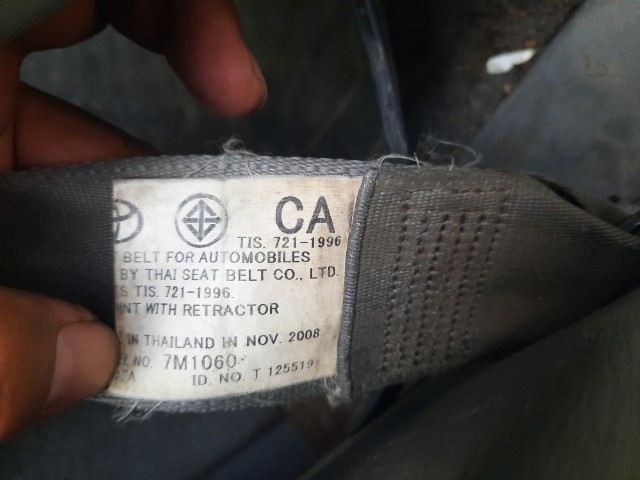 CA
TIS. 721-1996
BELT FOR AUTOMOBILES
BY THAI SEAT BELT CO., LTD.
TIS. 721-1996.
WITH RETRACTOR
IN THAILAND IN NOV. 2008
NO. 7M1060
ID. NO. T 125519